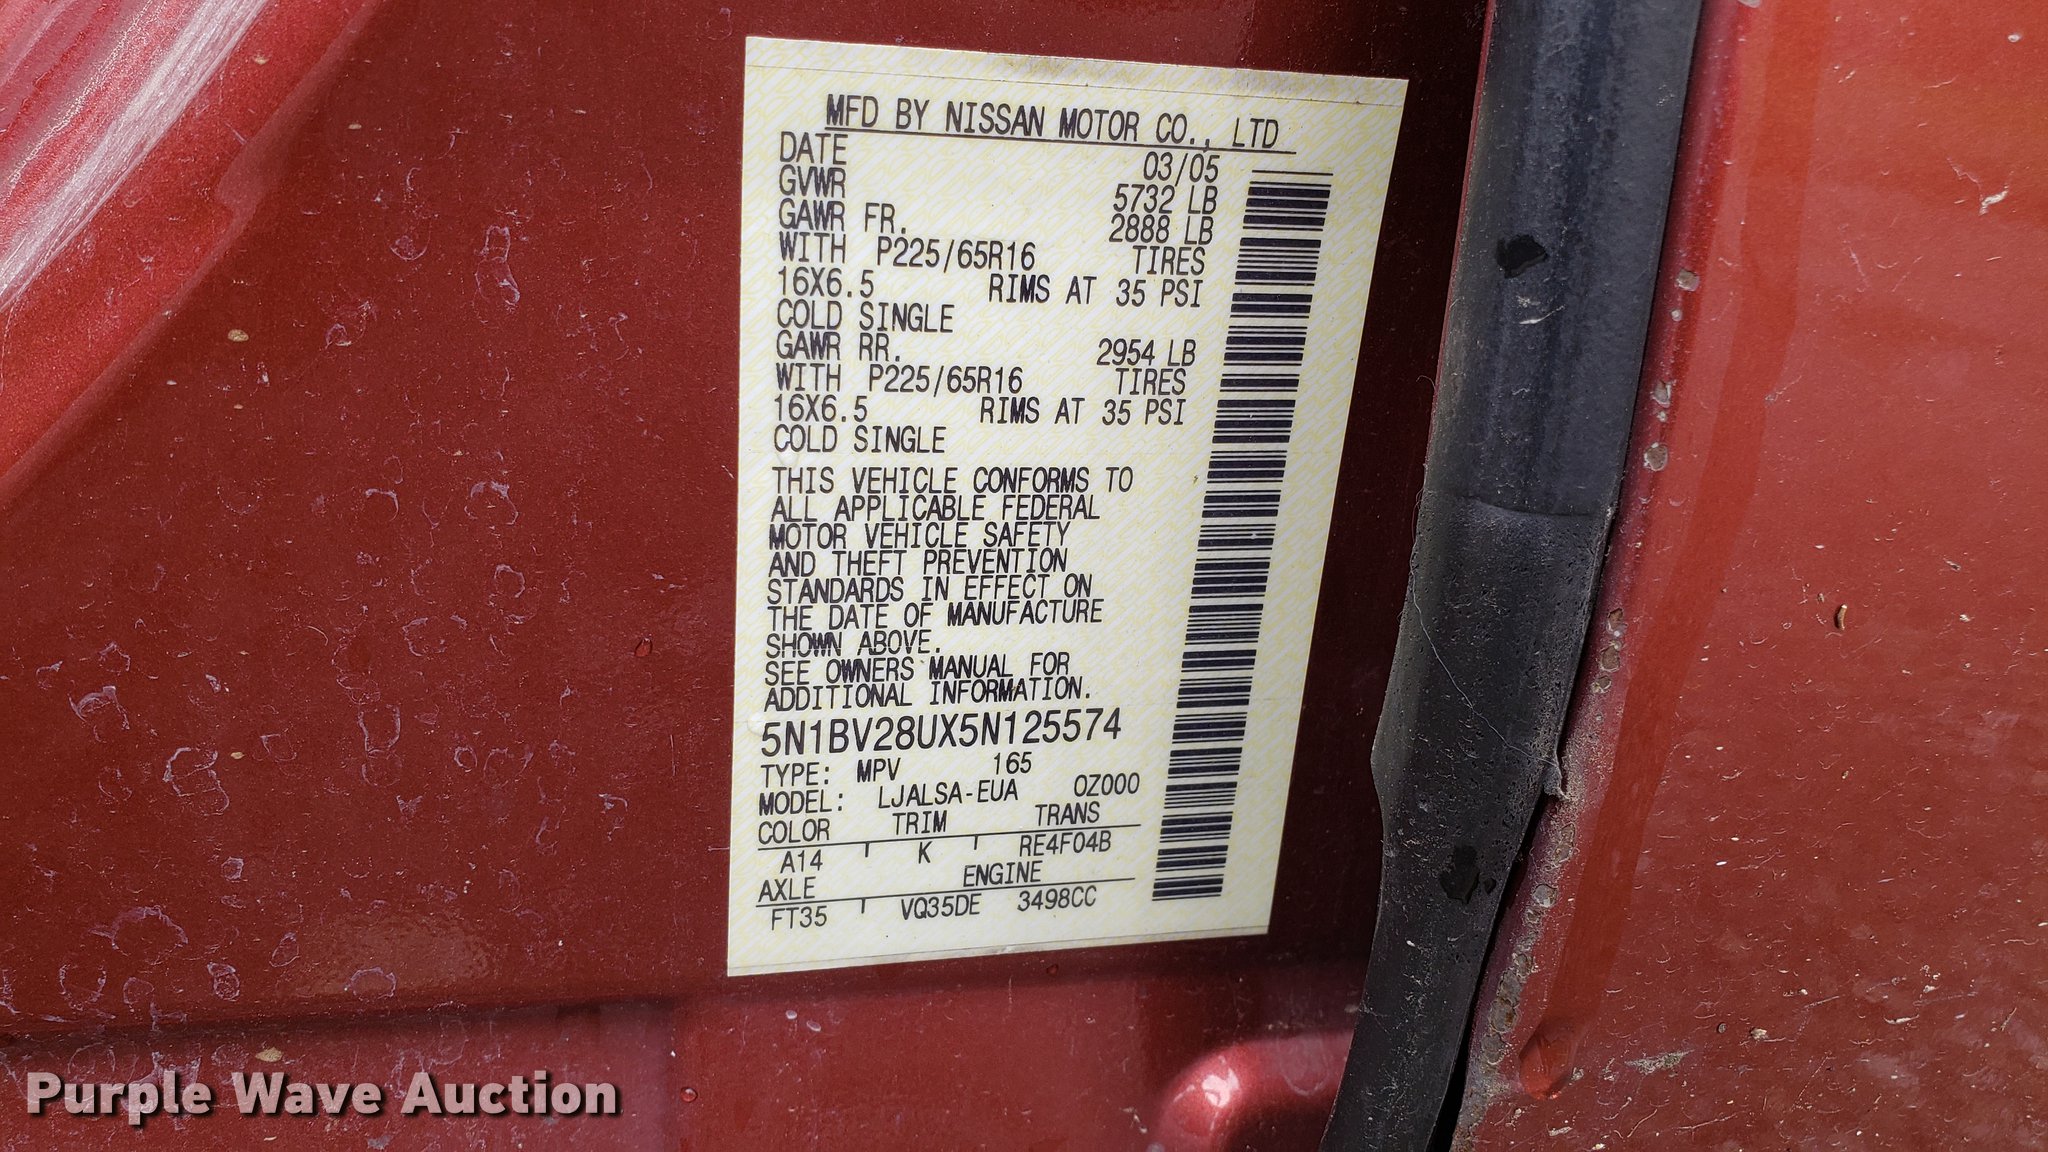 MFD BY NISSAN MOTOR CO., LTD
DATE 03/05
GVWR 5732 LB
GAWR FR. 2888 LB
WITH P225/65R16 TIRES
16X6.5 RIMS AT 35 PSI
COLD SINGLE
GAWR RR. 2954 LB
WITH P225/65R16 TIRES
16X6.5 RIMS AT 35 PSI
COLD SINGLE
THIS VEHICLE CONFORMS TO
ALL APPLICABLE FEDERAL
MOTOR VEHICLE SAFETY
AND THEFT PREVENTION
STANDARDS IN EFFECT ON
THE DATE OF MANUFACTURE
SHOWN ABOVE.
SEE OWNERS MANUAL FOR
ADDITIONAL INFORMATION.
5N1BV28UX5N125574
TYPE: MPV 165
MODEL: LJALSA-EUA 0Z000
COLOR TRIM TRANS
A14 K RE4F04B
AXLE ENGINE
FT35 VQ35DE 3498CC
Purple Wave Auction